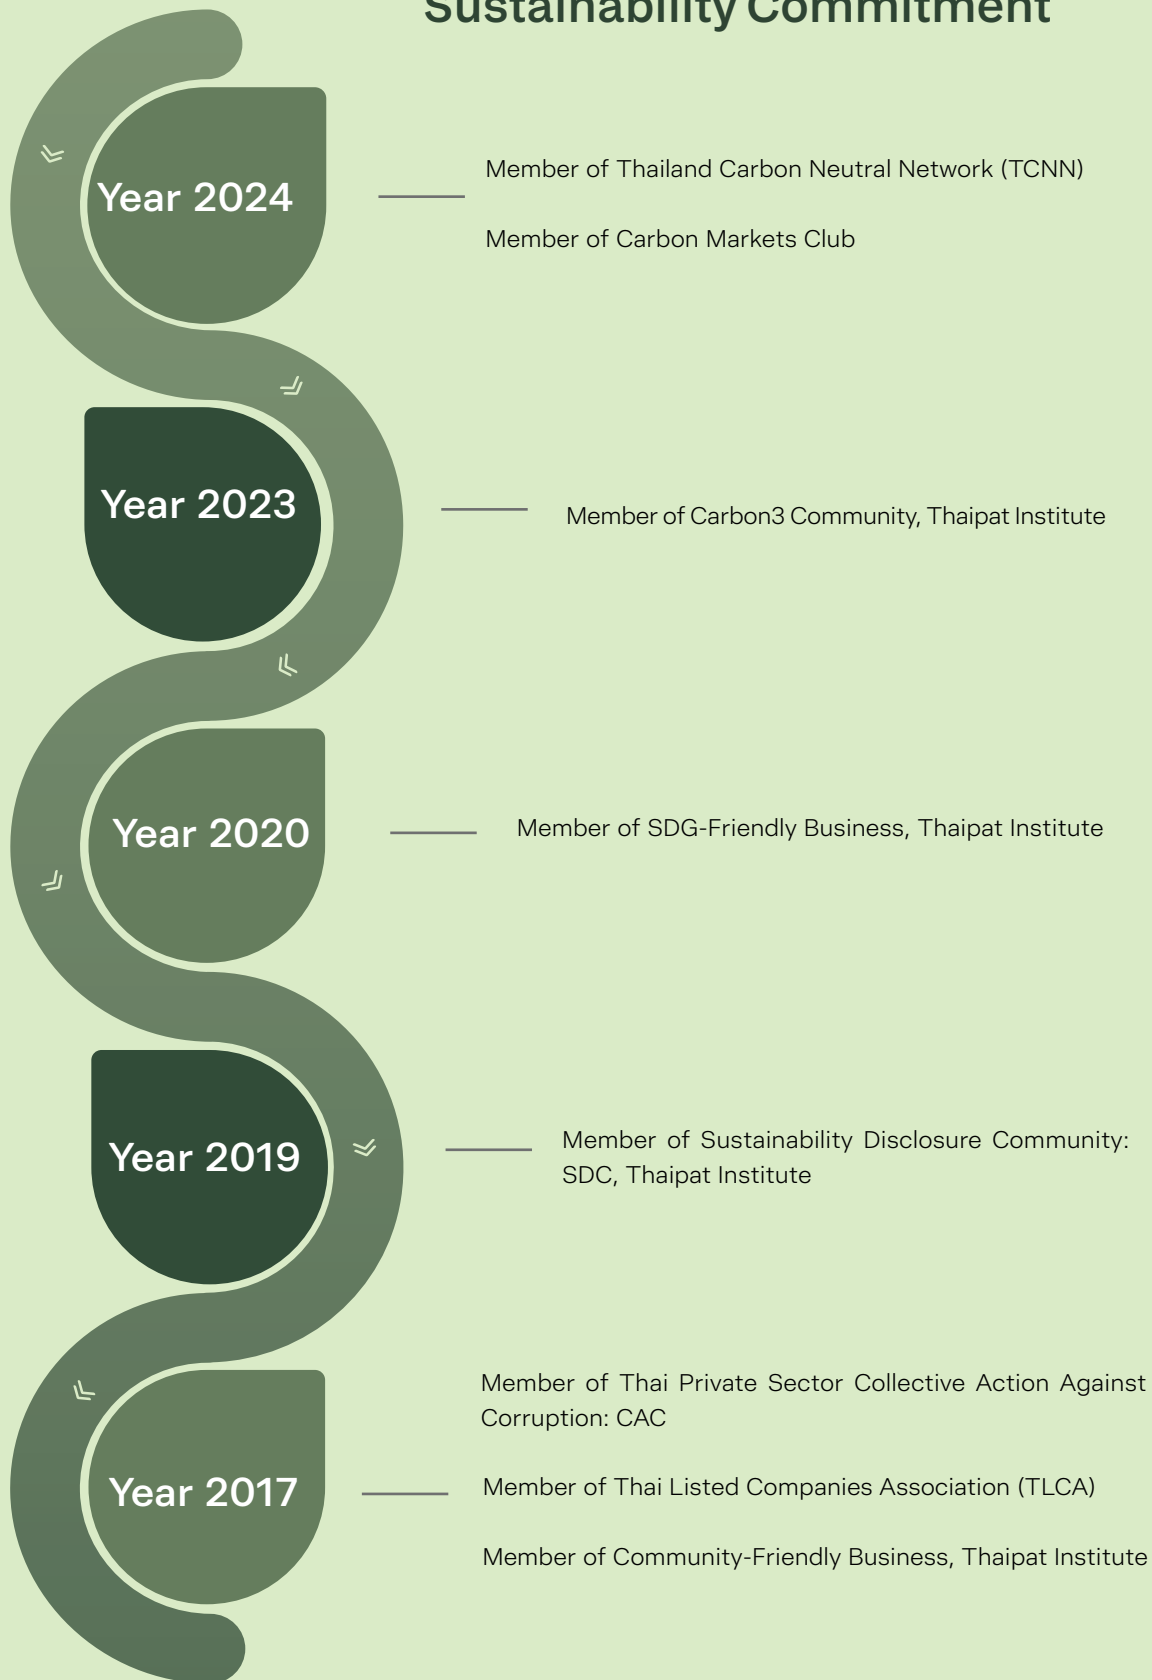 Sustainability Commitment
Year 2024
Member of Thailand Carbon Neutral Network (TCNN)
Member of Carbon Markets Club
Year 2023
Member of Carbon3 Community, Thaipat Institute
Year 2020
Member of SDG-Friendly Business, Thaipat Institute
Year 2019
Member of Sustainability Disclosure Community:
SDC, Thaipat Institute
Year 2017
Member of Thai Private Sector Collective Action Against
Corruption: CAC
Member of Thai Listed Companies Association (TLCA)
Member of Community-Friendly Business, Thaipat Institute